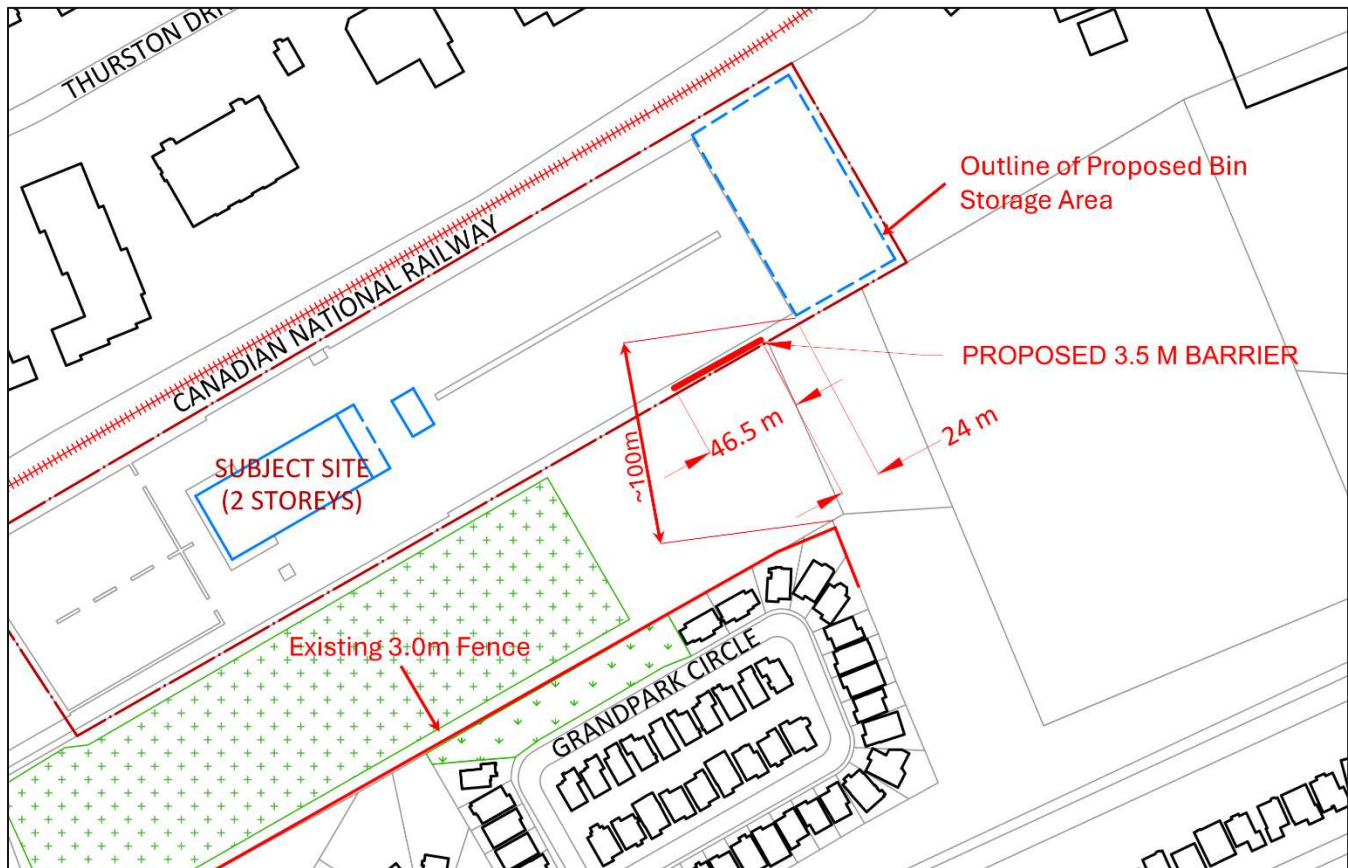 THURSTON DRI
CANADIAN NATIONAL RAILWAY
Outline of Proposed Bin
Storage Area
PROPOSED 3.5 M BARRIER
46.5 m
24 m
~100m
SUBJECT SITE
(2 STOREYS)
Existing 3.0m Fence
GRANDPARK CIRCLE